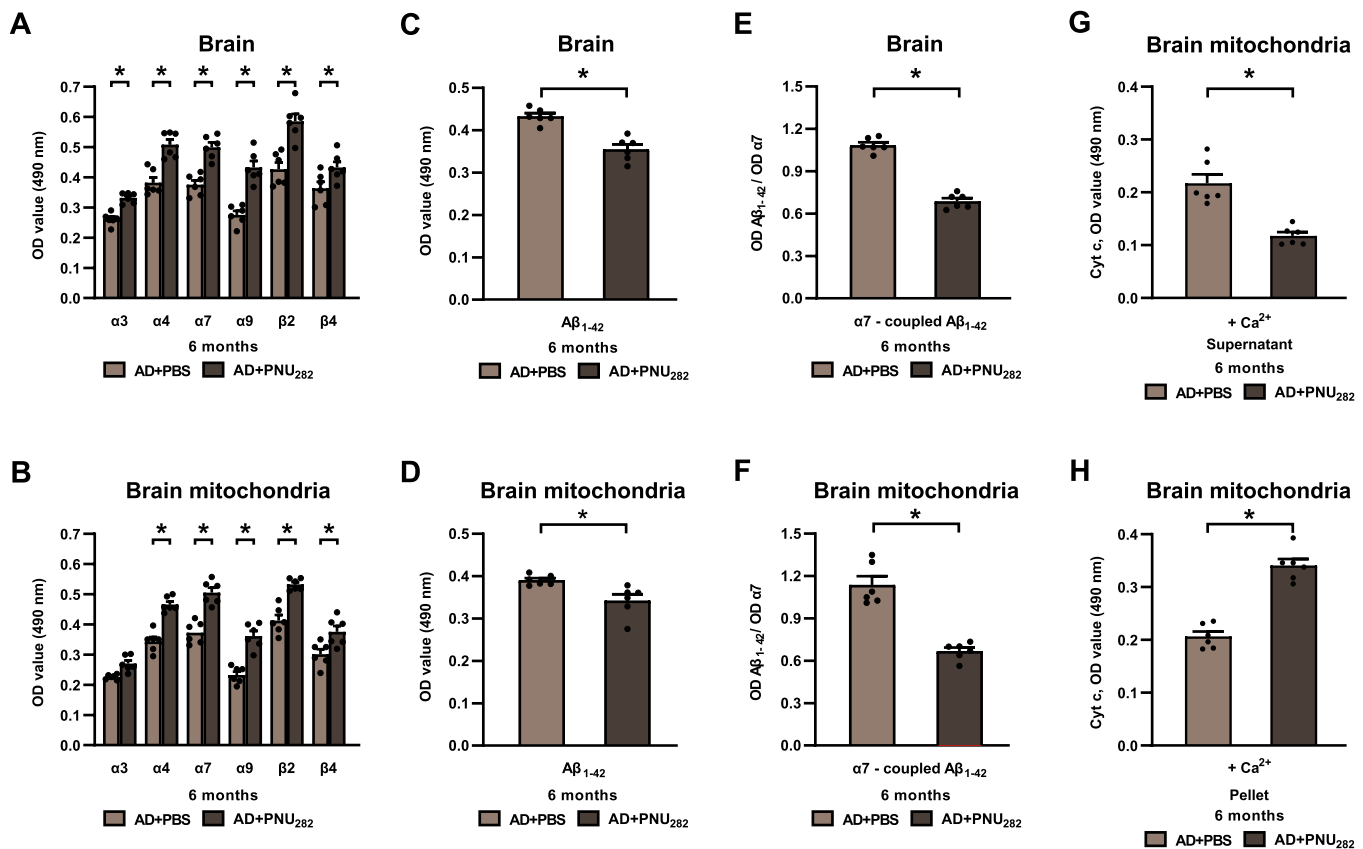 A
Brain
* * * * * *
OD value (490 nm)
0.7
0.6
0.5
0.4
0.3
0.2
0.1
0.0
α3 α4 α7 α9 β2 β4
6 months
AD+PBS AD+PNU282
C
Brain
*
OD value (490 nm)
0.5
0.4
0.3
0.2
0.1
0.0
Aβ1-42
6 months
AD+PBS AD+PNU282
E
Brain
*
OD Aβ1- 42 / OD α7
1.5
1.2
0.9
0.6
0.3
0.0
α7 - coupled Aβ1-42
6 months
AD+PBS AD+PNU282
G
Brain mitochondria
*
Cyt c, OD value (490 nm)
0.4
0.3
0.2
0.1
0.0
+ Ca2+
Supernatant
6 months
AD+PBS AD+PNU282
B
Brain mitochondria
* * * * *
OD value (490 nm)
0.7
0.6
0.5
0.4
0.3
0.2
0.1
0.0
α3 α4 α7 α9 β2 β4
6 months
AD+PBS AD+PNU282
D
Brain mitochondria
*
OD value (490 nm)
0.5
0.4
0.3
0.2
0.1
0.0
Aβ1-42
6 months
AD+PBS AD+PNU282
F
Brain mitochondria
*
OD Aβ1- 42/ OD α7
1.5
1.2
0.9
0.6
0.3
0.0
α7 - coupled Aβ1-42
6 months
AD+PBS AD+PNU282
H
Brain mitochondria
*
Cyt c, OD value (490 nm)
0.4
0.3
0.2
0.1
0.0
+ Ca2+
Pellet
6 months
AD+PBS AD+PNU282